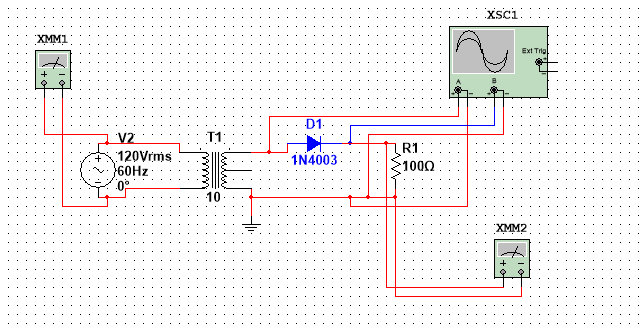 XSC1
XMM1
Ext Trig
+
-
A
B
+ - + -
+ -
V2
T1
D1
R1
120Vrms
60Hz
0°
1N4003
100Ω
10
XMM2
+ -